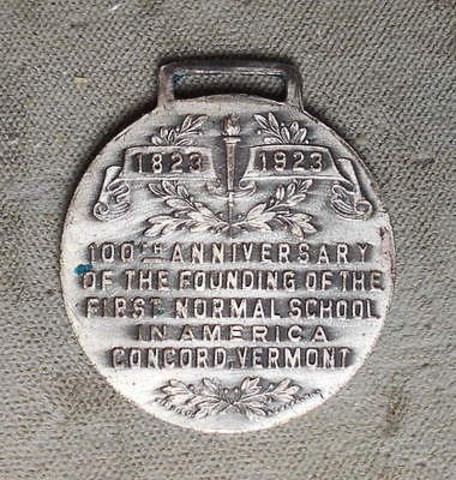 1823 1923
100TH ANNIVERSARY
OF THE FOUNDING OF THE
FIRST NORMAL SCHOOL
IN AMERICA
CONCORD, VERMONT